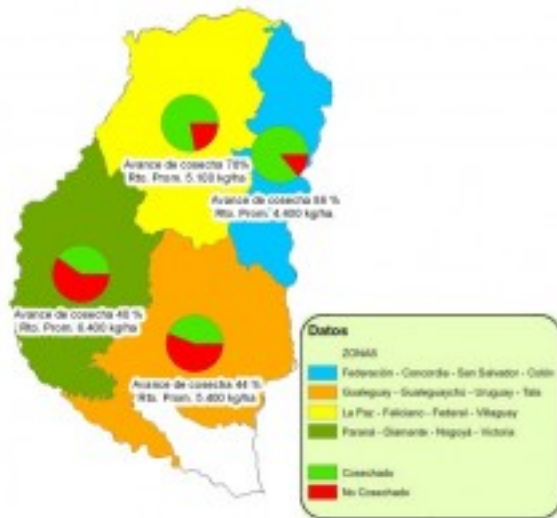 Avance de cosecha 78%
Rto. Prom. 5.100 kg/ha
Avance de cosecha %
Rto. Prom. 4.400 kg/ha
Avance de cosecha 40 %
Rto. Prom. 6.400 kg/ha
Avance de cosecha 44 %
Rto. Prom. 5.400 kg/ha
Datos
ZONAS
Federación - Concordia - San Salvador - Colón
Gualeguay - Gualeguaychú - Uruguay - Tala
La Paz - Feliciano - Federal - Villaguay
Paraná - Diamante - Nogoyá - Victoria
Cosechado
No Cosechado